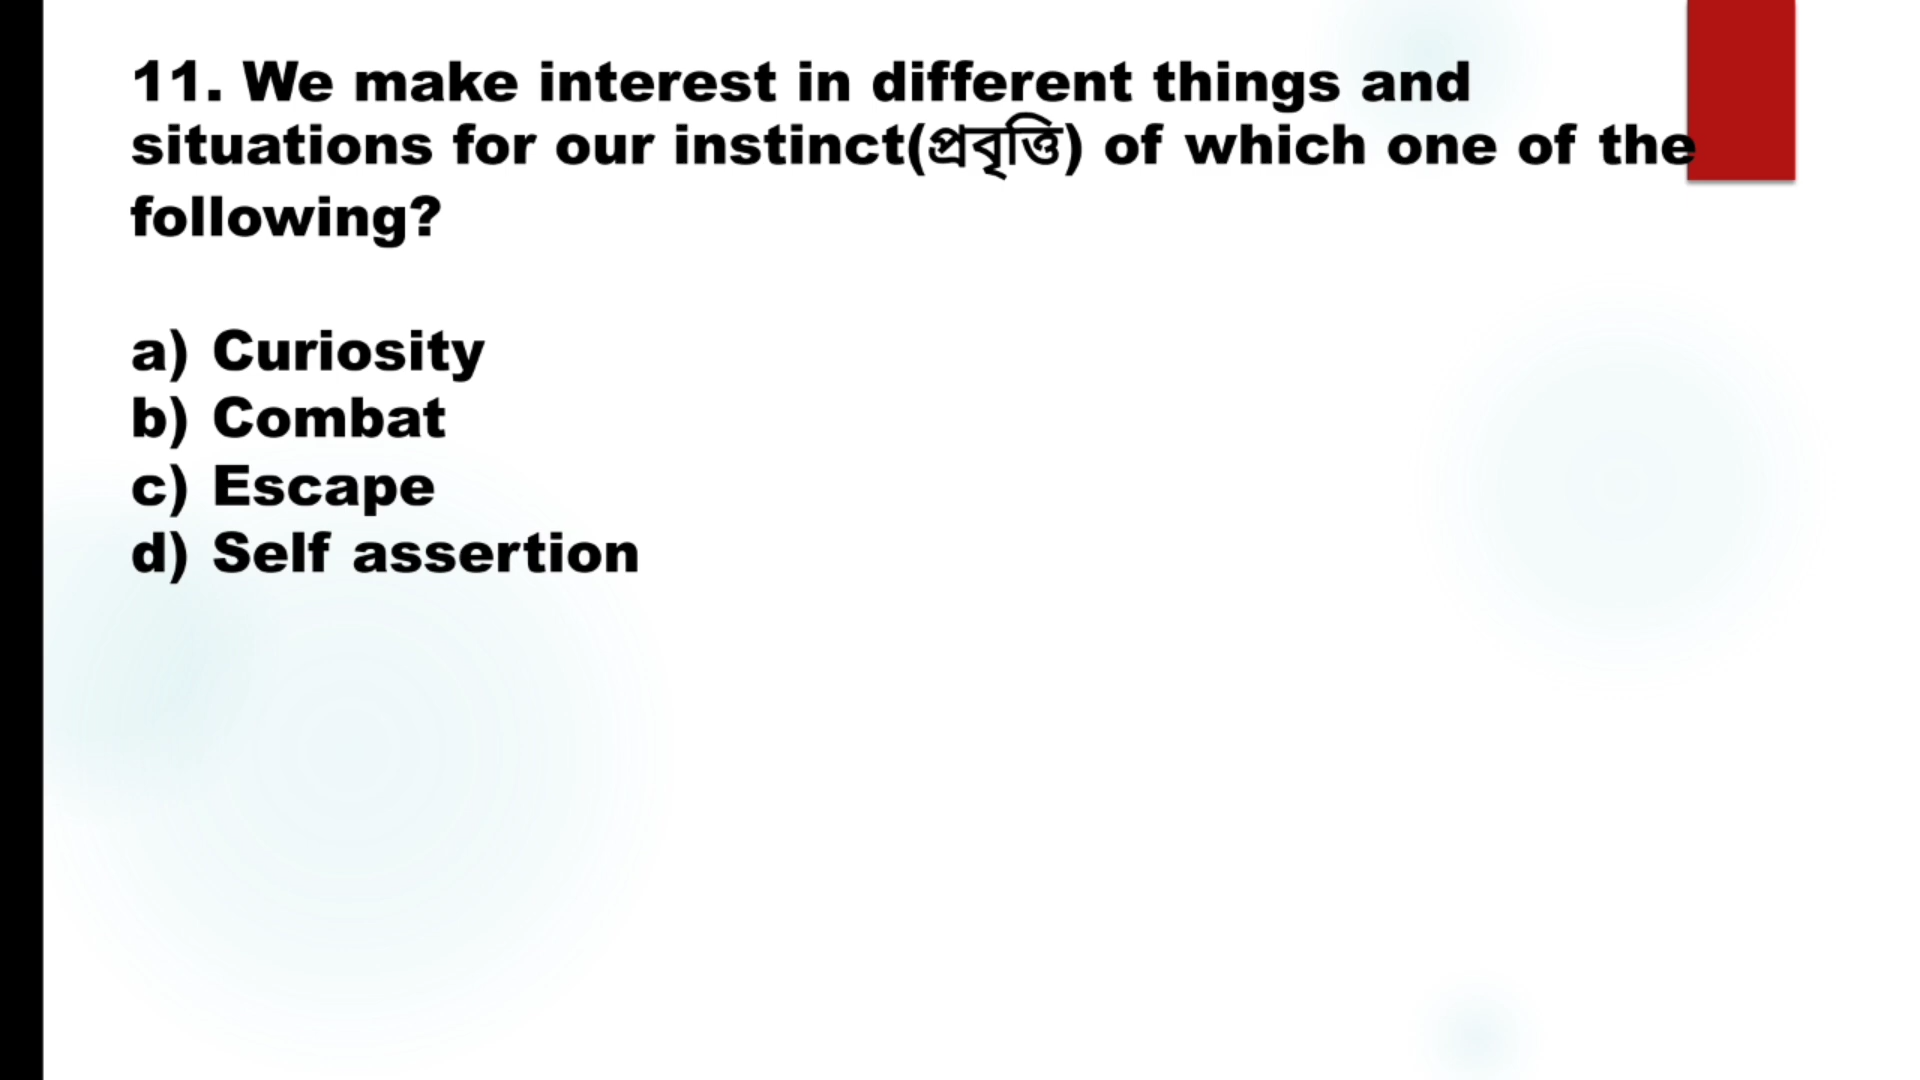 11. We make interest in different things and
situations for our instinct(প্রবৃত্তি) of which one of the
following?
a) Curiosity
b) Combat
c) Escape
d) Self assertion